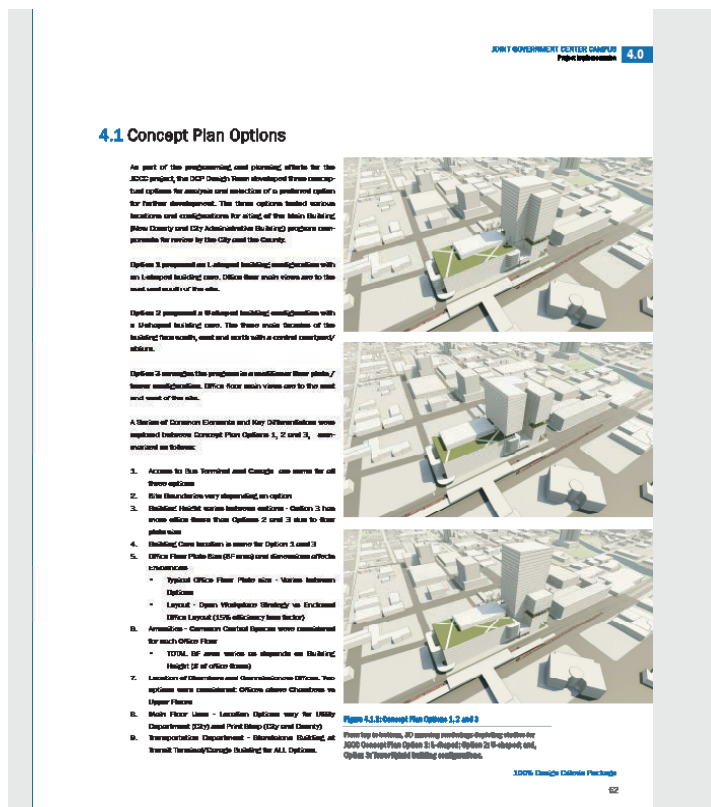 JOINT GOVERNMENT CENTER CAMPUS
Project Implementation
4.0
4.1 Concept Plan Options
As part of the programming and planning efforts for the
JGCC project, the DCP Design Team developed three concep-
tual options for analysis and selection of a preferred option
for further development. The three options tested various
locations and configurations for siting of the Main Building
(New County and City Administrative Building) program com-
ponents for review by the City and the County.
Option 1 proposed an L-shaped building configuration with
an L-shaped building core. Office floor main views are to the
east and south of the site.
Option 2 proposed a U-shaped building configuration with
a U-shaped building core. The three main facades of the
building face south, east and north with a central courtyard/
atrium.
Option 3 arranges the program in a smaller floor plate /
tower configuration. Office floor main views are to the east
and west of the site.
A Series of Common Elements and Key Differentiators were
explored between Concept Plan Options 1, 2 and 3, sum-
marized as follows:
1. Access to Bus Terminal and Garage are same for all
three options
2. Site Boundaries vary depending on option
3. Building Height varies between options - Option 3 has
more office floors than Options 2 and 3 due to floor
plate size
4. Building Core location is same for Option 1 and 3
5. Office Floor Plate Size (SF area) and dimensions affects
Efficiencies
- Typical Office Floor Plate size - Varies between
Options
- Layout - Open Workplace Strategy vs Enclosed
Office Layout (15% efficiency loss factor)
6. Amenities - Common Central Spaces were considered
for each Office Floor
- TOTAL SF area varies as depends on Building
Height (# of office floors)
7. Location of Chambers and Commissioners Offices. Two
options were considered: Offices above Chambers vs
Upper Floors
8. Main Floor Uses - Location Options vary for Utility
Department (City) and Print Shop (City and County)
9. Transportation Department - Standalone Building at
Transit Terminal/Garage Building for ALL Options.
Figure 4.1.2: Concept Plan Options 1, 2 and 3
From top to bottom, 3D massing renderings depicting studies for
JGCC Concept Plan Option 1: L-shaped; Option 2: U-shaped; and,
Option 3: Tower/Hybrid building configurations.
100% Design Criteria Package
62